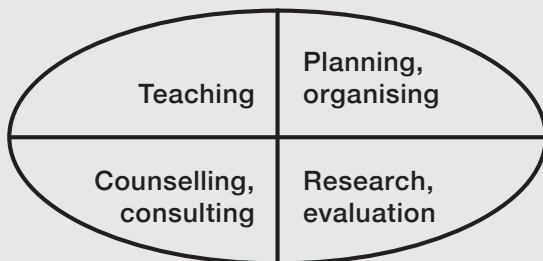 Teaching
Planning,
organising
Counselling,
consulting
Research,
evaluation